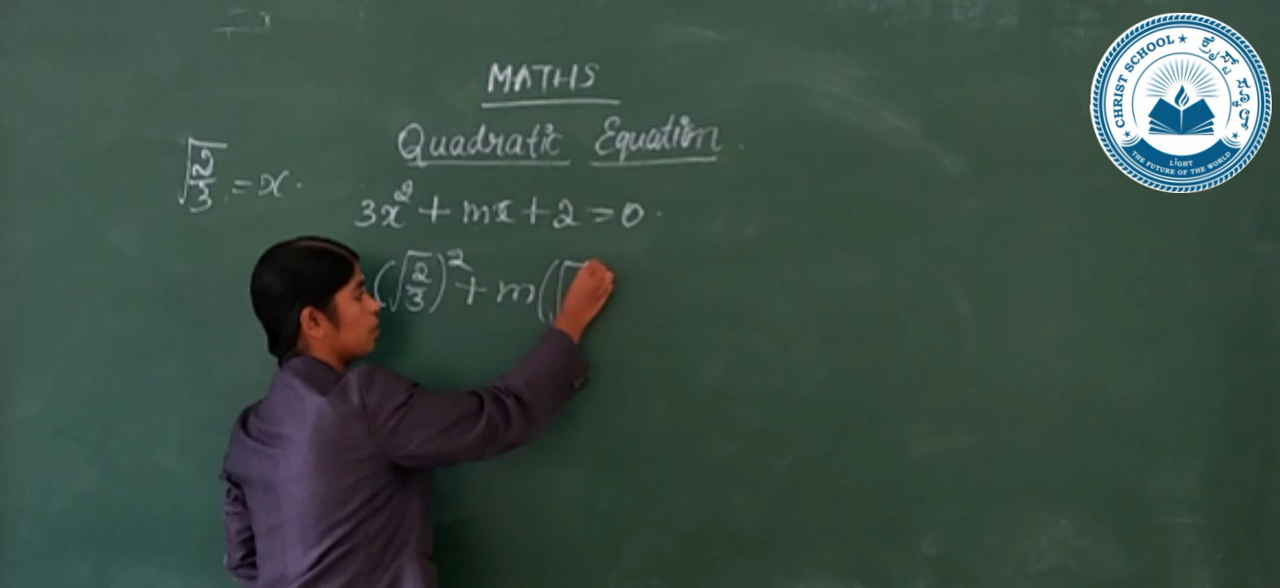 MATHS
Quadratic Equation
√2/3 = x.
3x² + mx + 2 = 0.
(√2/3)² + m(√
CHRIST SCHOOL
ಕ್ರೈಸ್ಟ್ ಸ್ಕೂಲ್
LIGHT
THE FUTURE OF THE WORLD